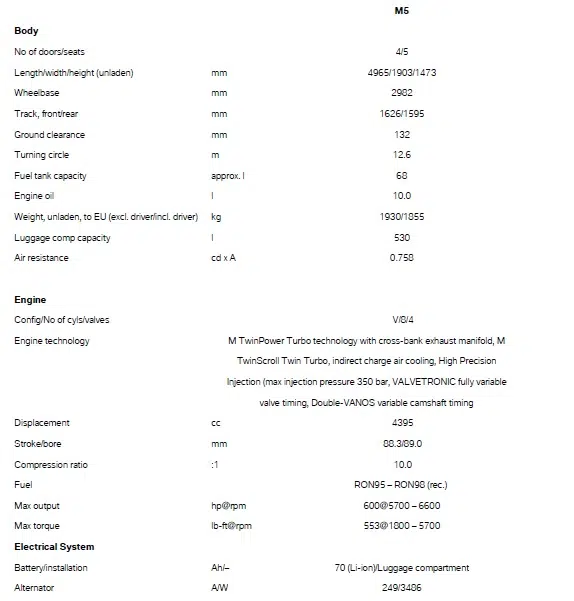 M5
Body
No of doors/seats 4/5
Length/width/height (unladen) mm 4965/1903/1473
Wheelbase mm 2982
Track, front/rear mm 1626/1595
Ground clearance mm 132
Turning circle m 12.6
Fuel tank capacity approx. l 68
Engine oil l 10.0
Weight, unladen, to EU (excl. driver/incl. driver) kg 1930/1855
Luggage comp capacity l 530
Air resistance cd x A 0.758
Engine
Config/No of cyls/valves V/8/4
Engine technology M TwinPower Turbo technology with cross-bank exhaust manifold, M
TwinScroll Twin Turbo, indirect charge air cooling, High Precision
Injection (max injection pressure 350 bar, VALVETRONIC fully variable
valve timing, Double-VANOS variable camshaft timing
Displacement cc 4395
Stroke/bore mm 88.3/89.0
Compression ratio :1 10.0
Fuel RON95 – RON98 (rec.)
Max output hp@rpm 600@5700 – 6600
Max torque lb-ft@rpm 553@1800 – 5700
Electrical System
Battery/installation Ah/– 70 (Li-ion)/Luggage compartment
Alternator A/W 249/3486